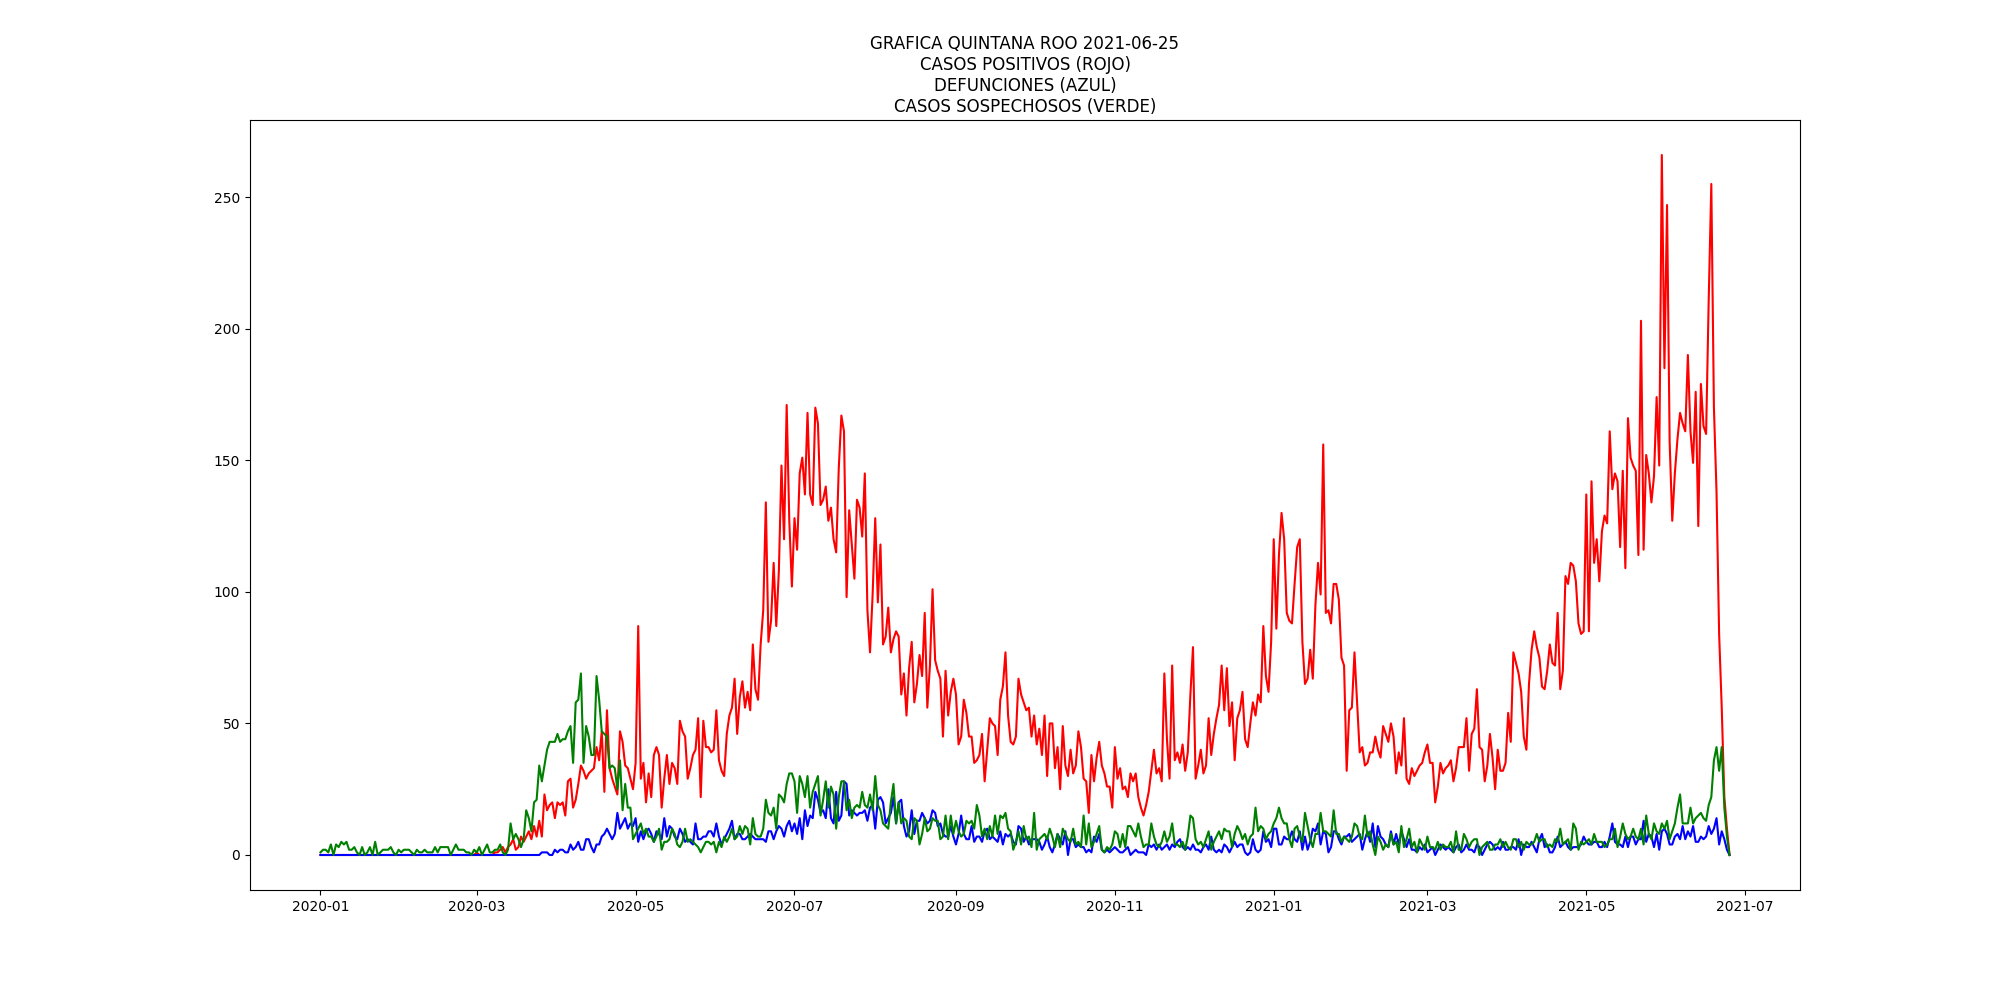 GRAFICA QUINTANA ROO 2021-06-25
CASOS POSITIVOS (ROJO)
DEFUNCIONES (AZUL)
CASOS SOSPECHOSOS (VERDE)
250
200
150
100
50
0
2020-01 2020-03 2020-05 2020-07 2020-09 2020-11 2021-01 2021-03 2021-05 2021-07